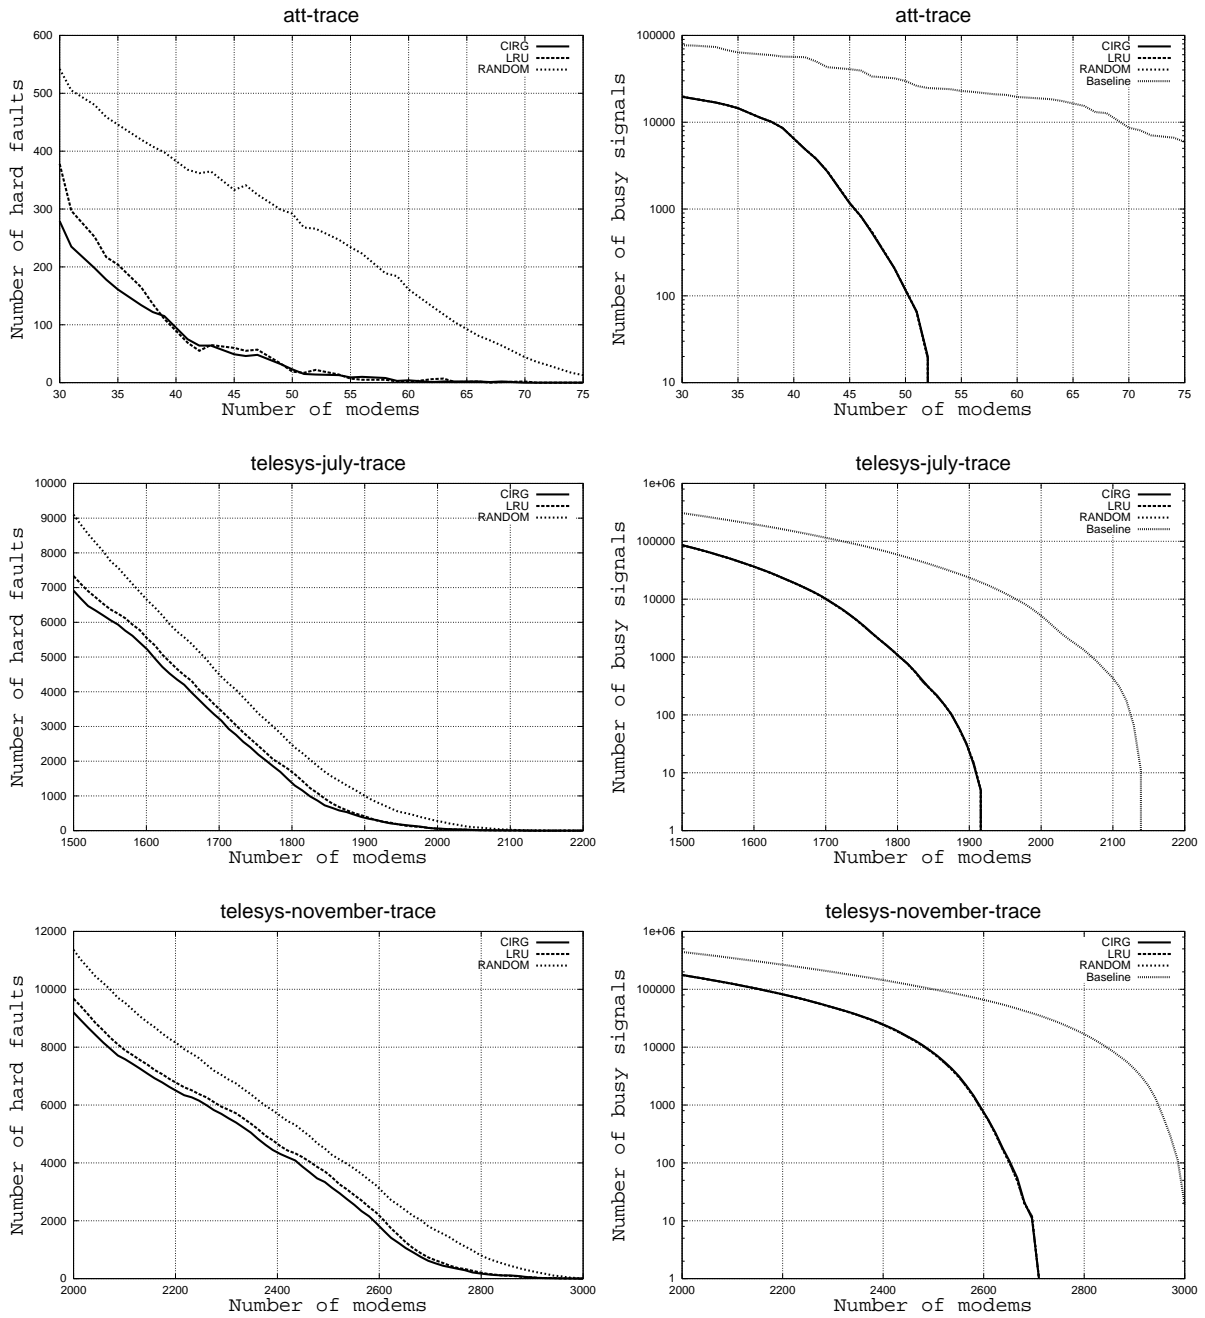 att-trace
Number of hard faults
600
500
400
300
200
100
0
30 35 40 45 50 55 60 65 70 75
Number of modems
CIRG
LRU
RANDOM
att-trace
Number of busy signals
100000
10000
1000
100
10
30 35 40 45 50 55 60 65 70 75
Number of modems
CIRG
LRU
RANDOM
Baseline
telesys-july-trace
Number of hard faults
10000
9000
8000
7000
6000
5000
4000
3000
2000
1000
0
1500 1600 1700 1800 1900 2000 2100 2200
Number of modems
CIRG
LRU
RANDOM
telesys-july-trace
Number of busy signals
1e+06
100000
10000
1000
100
10
1
1500 1600 1700 1800 1900 2000 2100 2200
Number of modems
CIRG
LRU
RANDOM
Baseline
telesys-november-trace
Number of hard faults
12000
10000
8000
6000
4000
2000
0
2000 2200 2400 2600 2800 3000
Number of modems
CIRG
LRU
RANDOM
telesys-november-trace
Number of busy signals
1e+06
100000
10000
1000
100
10
1
2000 2200 2400 2600 2800 3000
Number of modems
CIRG
LRU
RANDOM
Baseline